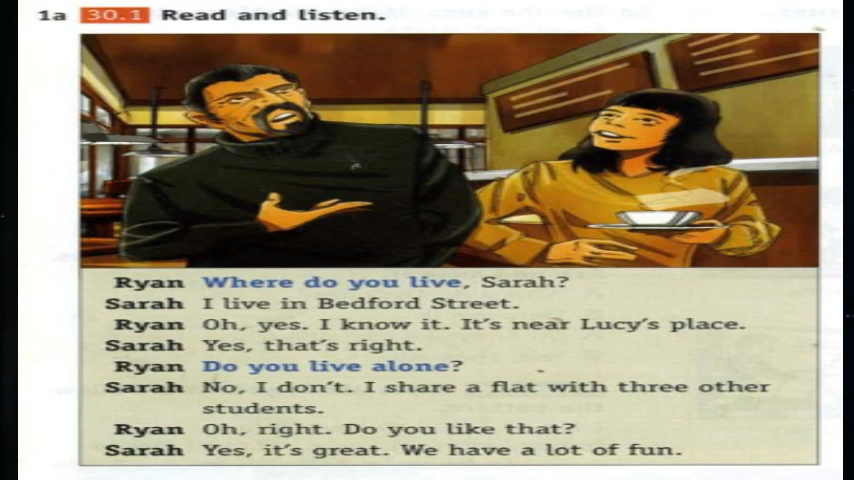 1a 30.1 Read and listen.
Ryan Where do you live, Sarah?
Sarah I live in Bedford Street.
Ryan Oh, yes. I know it. It's near Lucy's place.
Sarah Yes, that's right.
Ryan Do you live alone?
Sarah No, I don't. I share a flat with three other
students.
Ryan Oh, right. Do you like that?
Sarah Yes, it's great. We have a lot of fun.